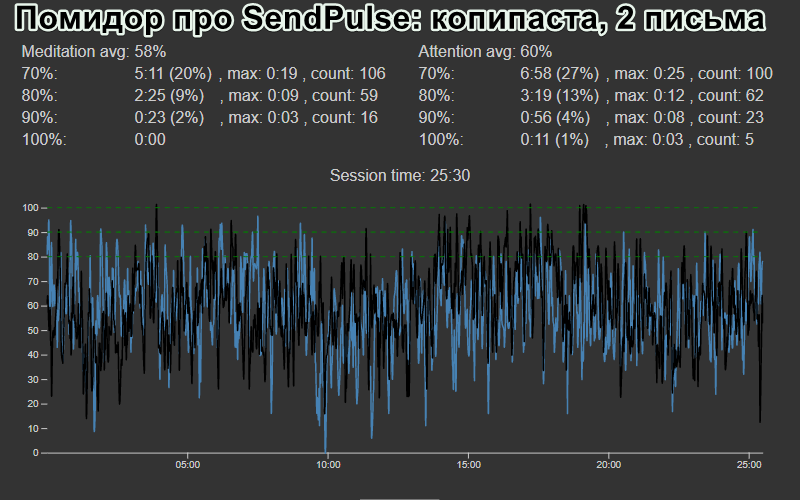 Помидор про SendPulse: копипаста, 2 письма
Meditation avg: 58%
70%: 5:11 (20%) , max: 0:19 , count: 106
80%: 2:25 (9%) , max: 0:09 , count: 59
90%: 0:23 (2%) , max: 0:03 , count: 16
100%: 0:00
Attention avg: 60%
70%: 6:58 (27%) , max: 0:25 , count: 100
80%: 3:19 (13%) , max: 0:12 , count: 62
90%: 0:56 (4%) , max: 0:08 , count: 23
100%: 0:11 (1%) , max: 0:03 , count: 5
Session time: 25:30
100
90
80
70
60
50
40
30
20
10
0
05:00 10:00 15:00 20:00 25:00